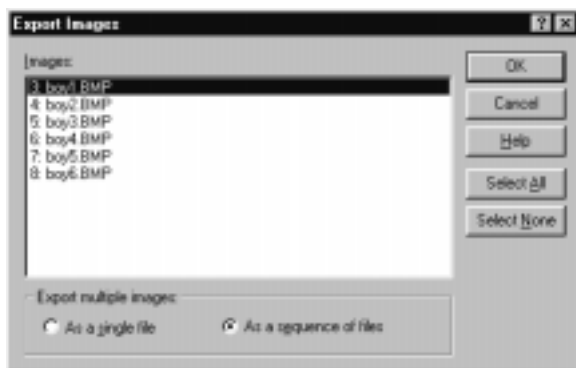 Export Images
Images:
3: boy1.BMP
4: boy2.BMP
5: boy3.BMP
6: boy4.BMP
7: boy5.BMP
8: boy6.BMP
OK
Cancel
Help
Select All
Select None
Export multiple images:
As a single file
As a sequence of files